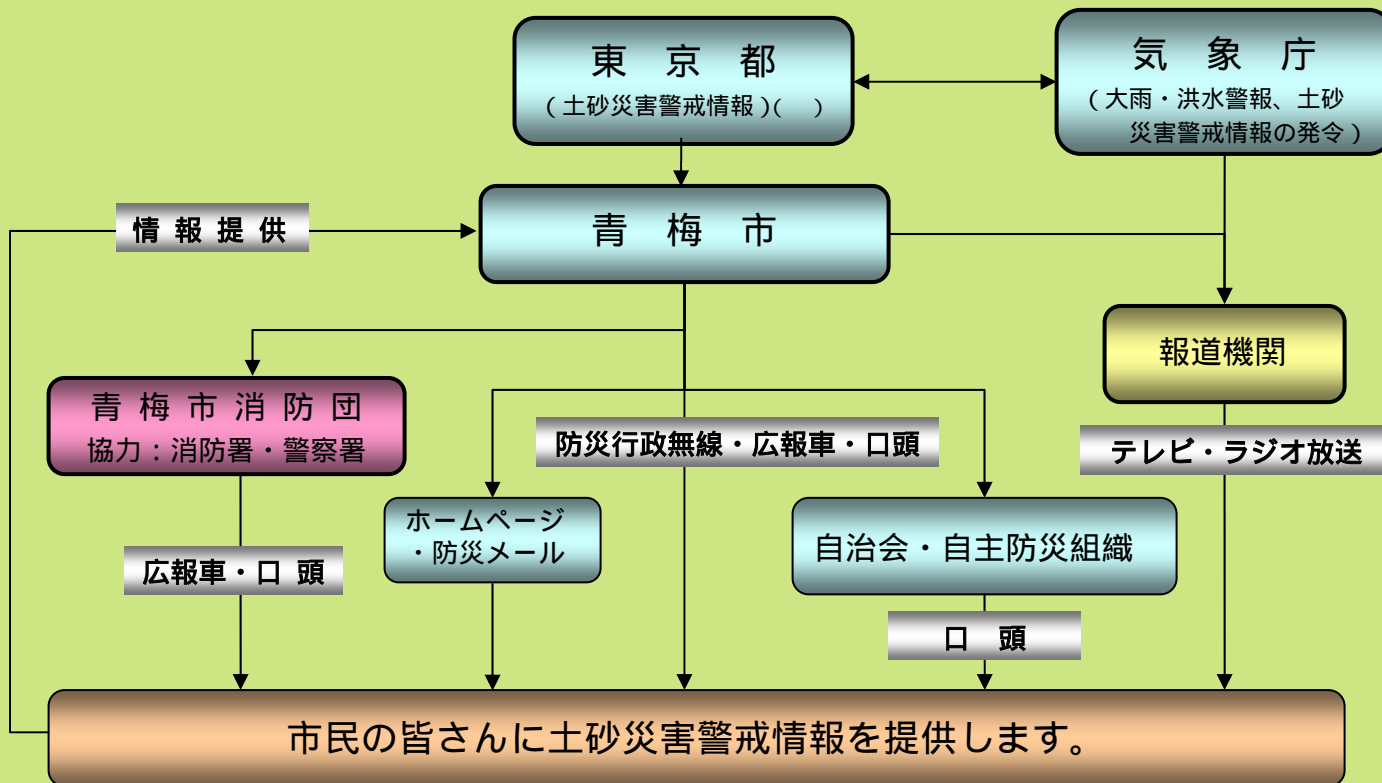 東 京 都
(土砂災害警戒情報)( )
気 象 庁
(大雨・洪水警報、土砂
災害警戒情報の発令)
情 報 提 供
青 梅 市
報道機関
青 梅 市 消 防 団
協力：消防署・警察署
防災行政無線・広報車・口頭
テレビ・ラジオ放送
ホームページ
・防災メール
自治会・自主防災組織
広報車・口 頭
口 頭
市民の皆さんに土砂災害警戒情報を提供します。